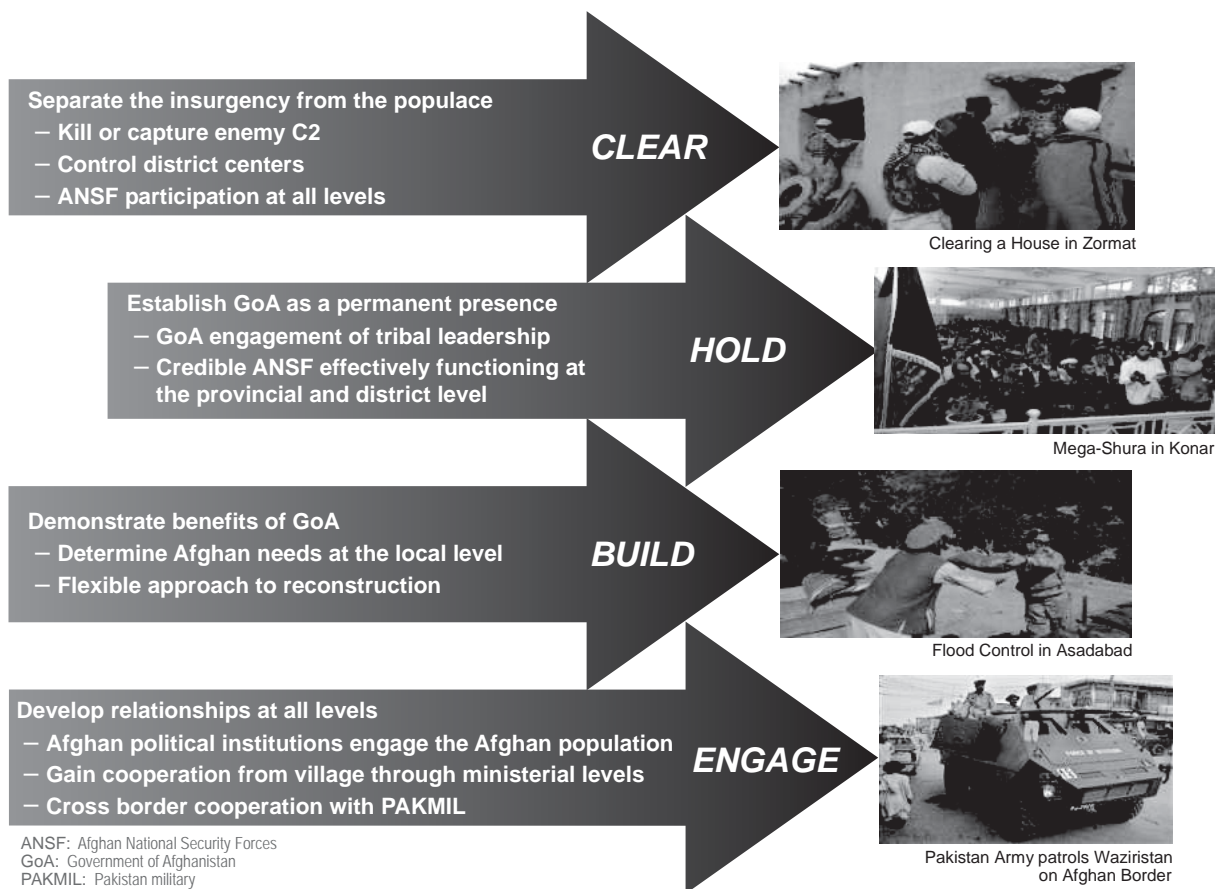 Separate the insurgency from the populace
– Kill or capture enemy C2
– Control district centers
– ANSF participation at all levels
CLEAR
Clearing a House in Zormat
Establish GoA as a permanent presence
– GoA engagement of tribal leadership
– Credible ANSF effectively functioning at
the provincial and district level
HOLD
Mega-Shura in Konar
Demonstrate benefits of GoA
– Determine Afghan needs at the local level
– Flexible approach to reconstruction
BUILD
Flood Control in Asadabad
Develop relationships at all levels
– Afghan political institutions engage the Afghan population
– Gain cooperation from village through ministerial levels
– Cross border cooperation with PAKMIL
ENGAGE
Pakistan Army patrols Waziristan
on Afghan Border
ANSF: Afghan National Security Forces
GoA: Government of Afghanistan
PAKMIL: Pakistan military